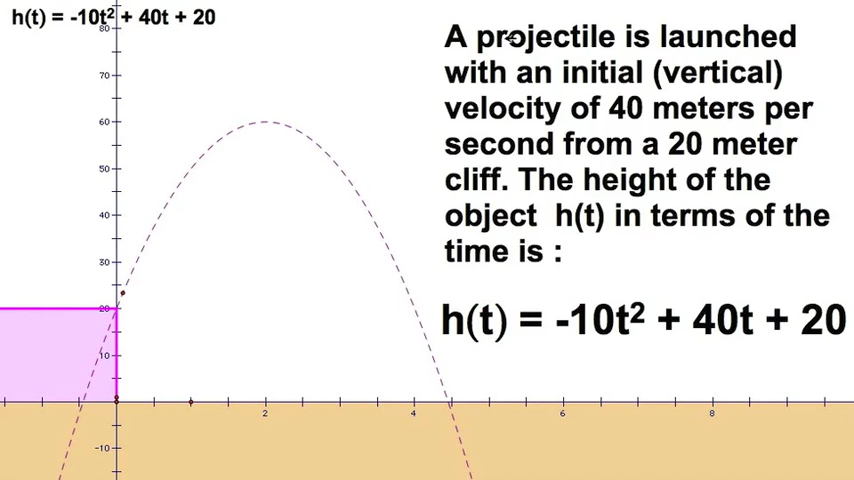 h(t) = -10t² + 40t + 20
A projectile is launched
with an initial (vertical)
velocity of 40 meters per
second from a 20 meter
cliff. The height of the
object h(t) in terms of the
time is :
h(t) = -10t² + 40t + 20
80
70
60
50
40
30
20
10
-10
2
4
6
8